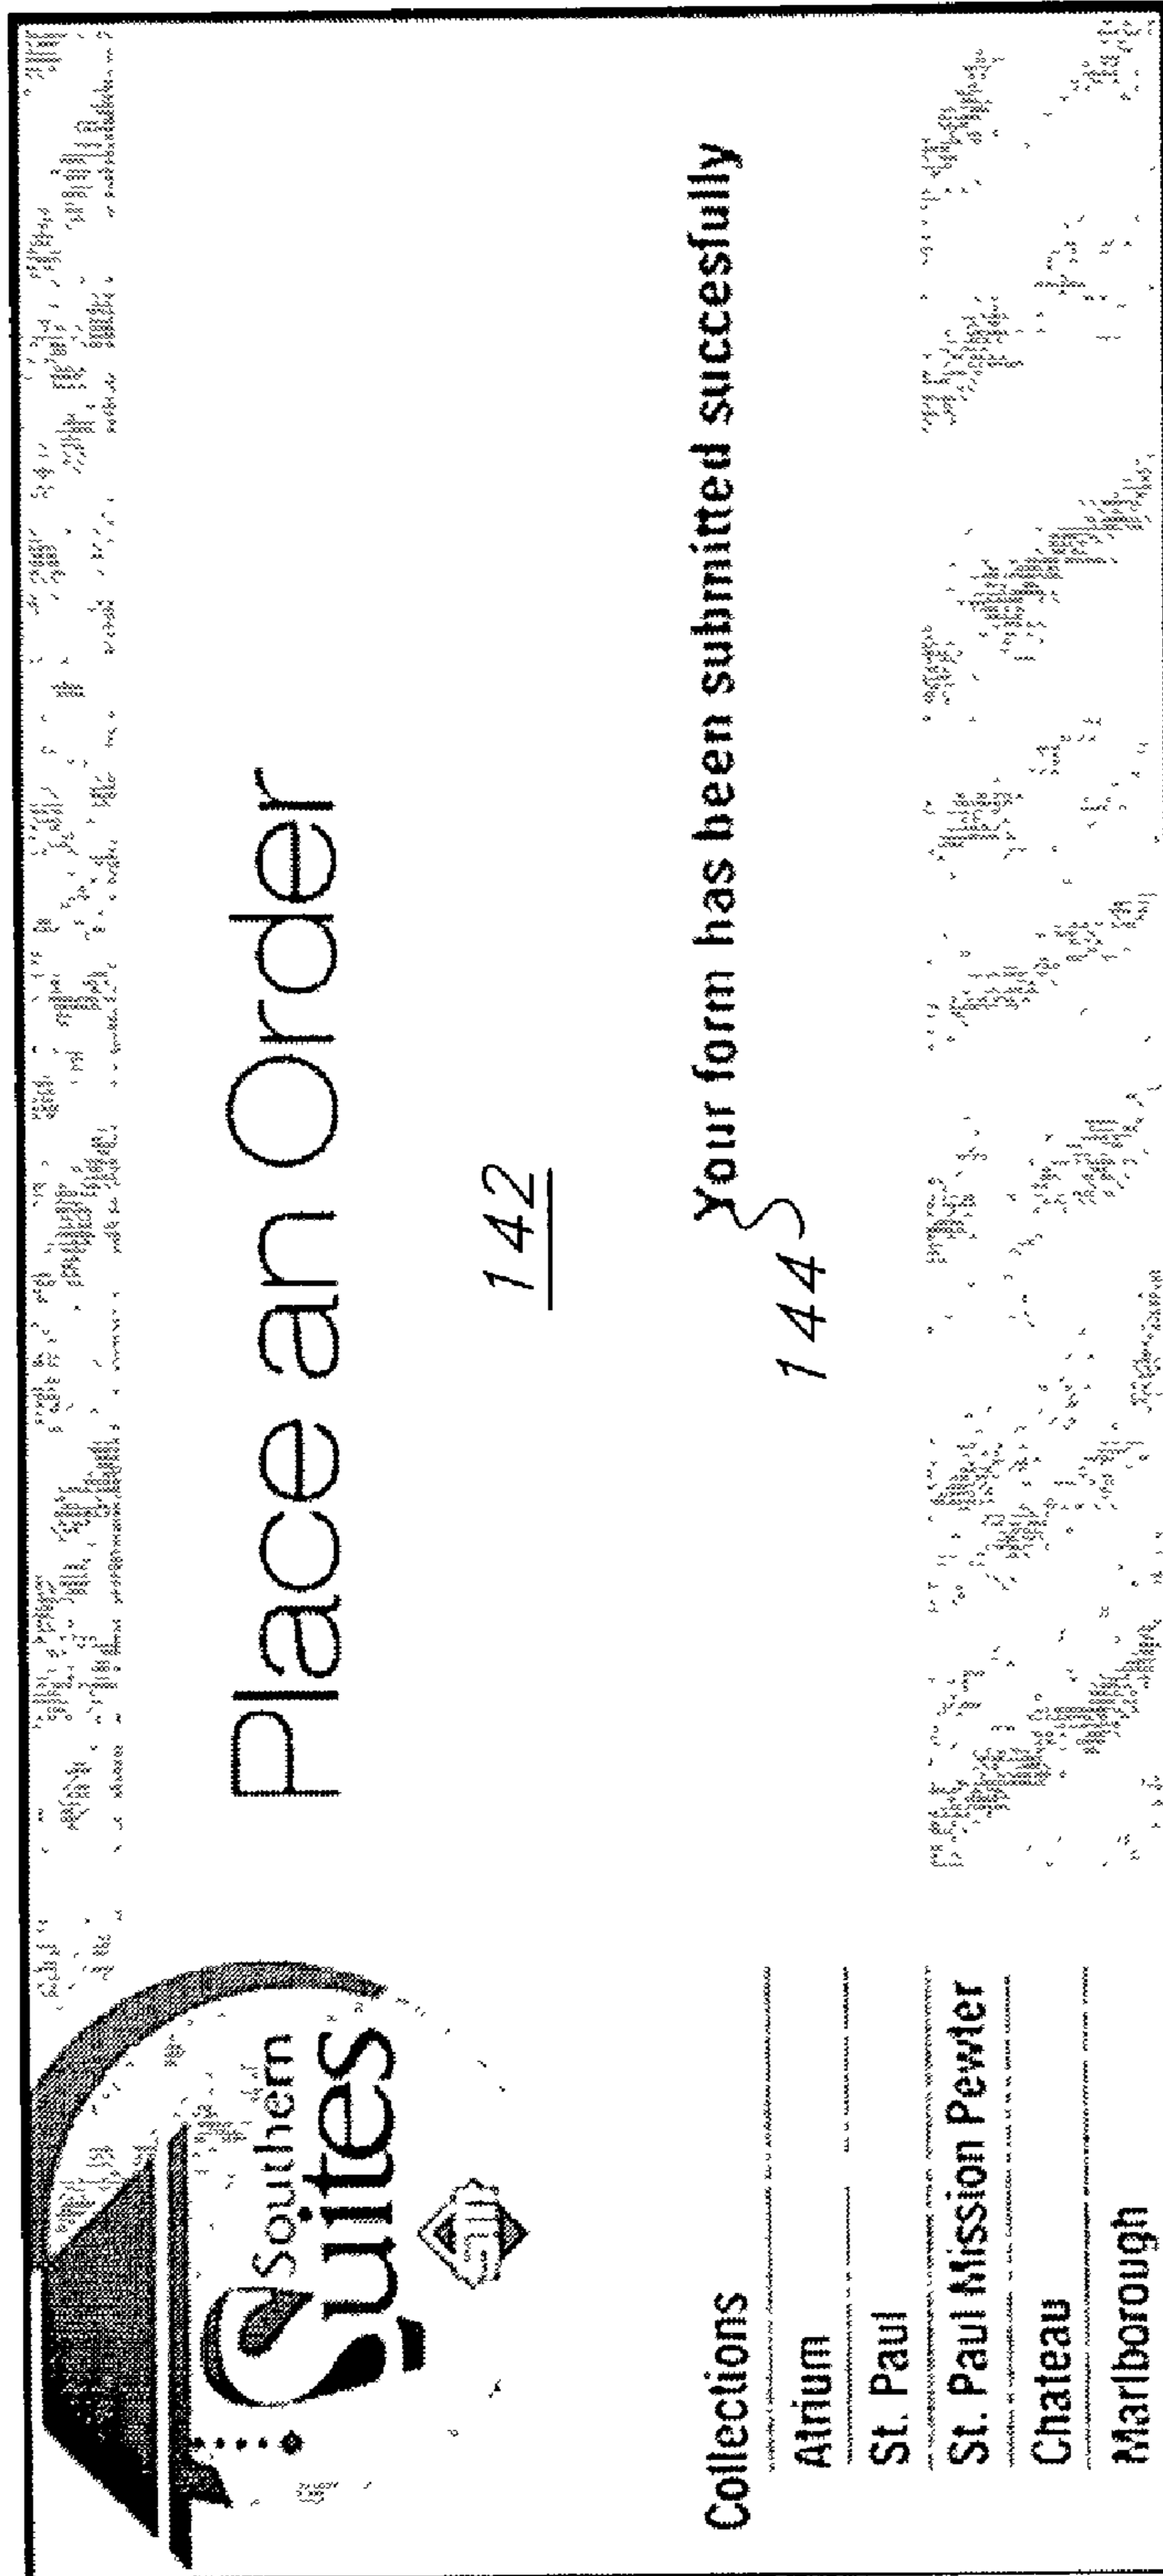 Southern
Suites
Place an Order
142
Your form has been submitted succesfully
144
Collections
Atrium
St. Paul
St. Paul Mission Pewter
Chateau
Marlborough